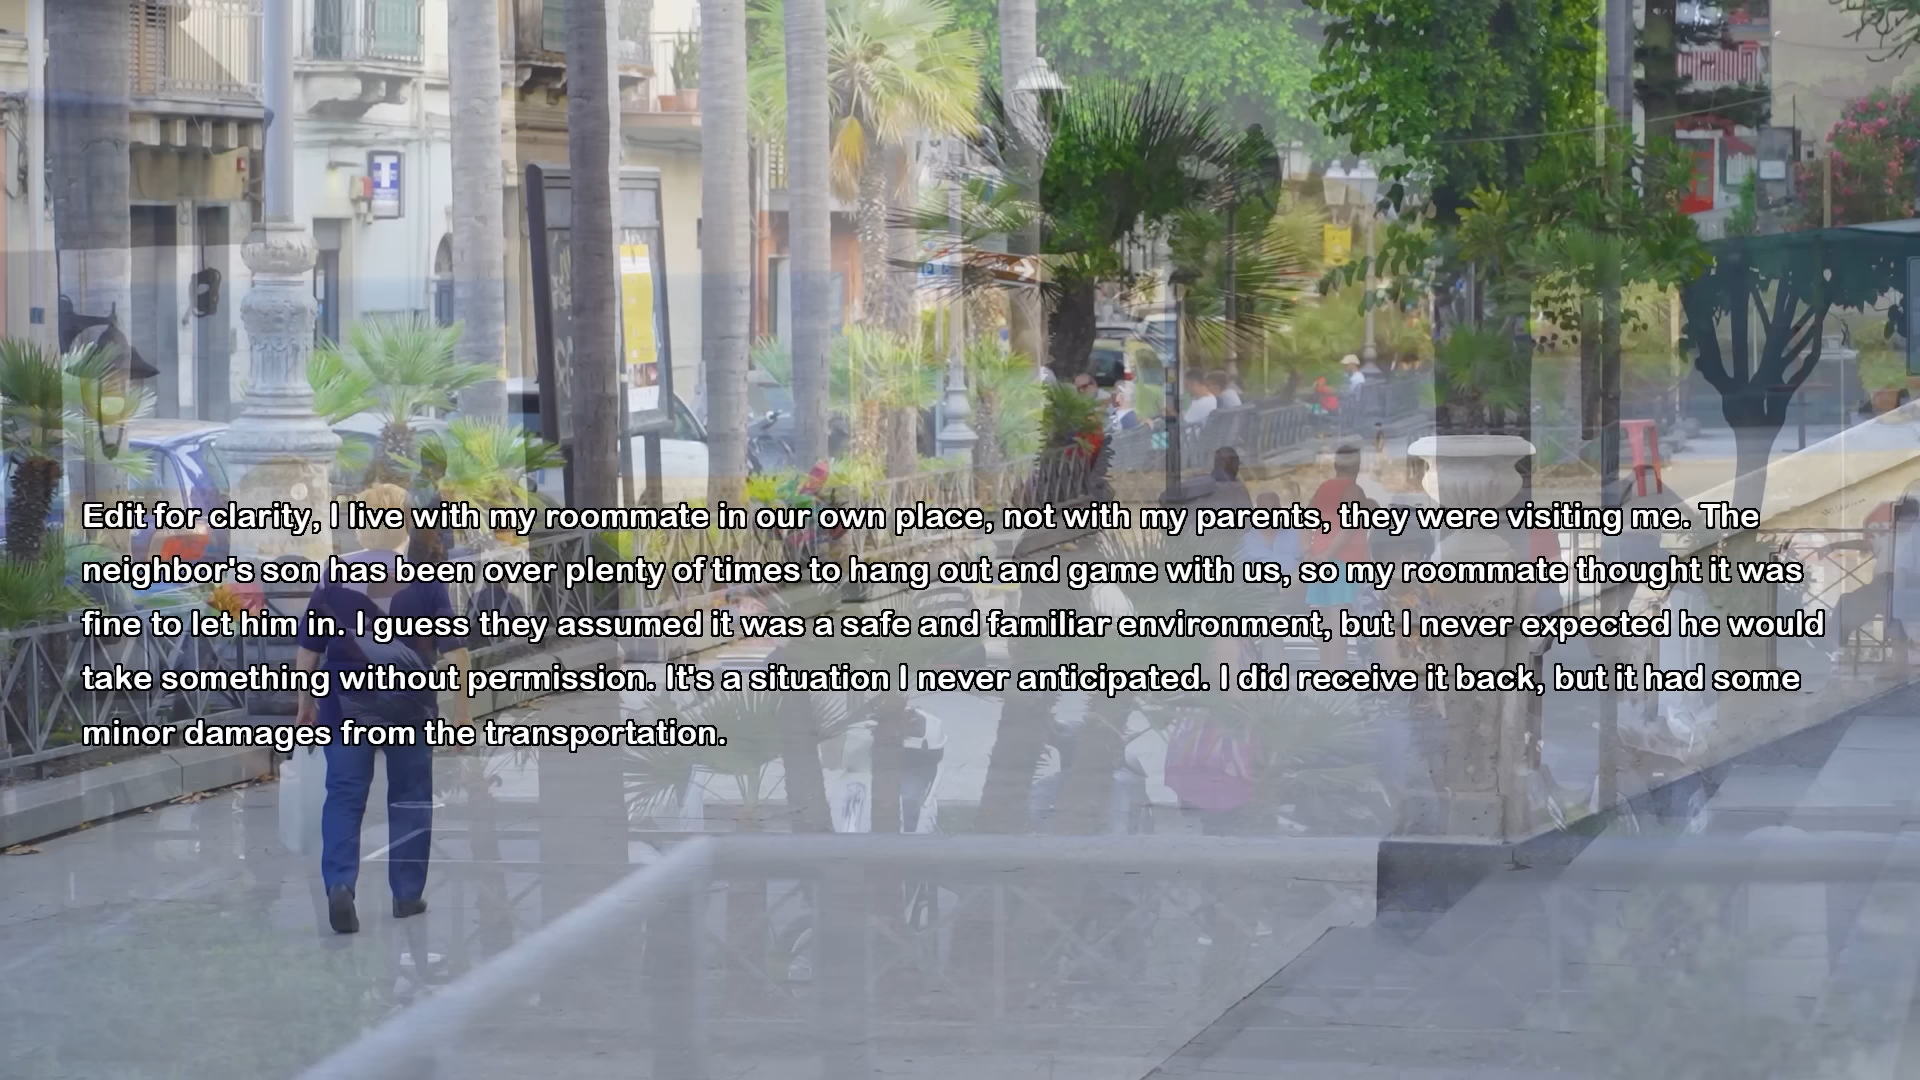 T
Edit for clarity, I live with my roommate in our own place, not with my parents, they were visiting me. The
neighbor's son has been over plenty of times to hang out and game with us, so my roommate thought it was
fine to let him in. I guess they assumed it was a safe and familiar environment, but I never expected he would
take something without permission. It's a situation I never anticipated. I did receive it back, but it had some
minor damages from the transportation.